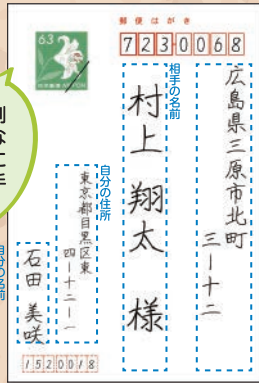 郵便はがき
63
7230068
広島県三原市北町
三ー十二
相手の名前
村上 翔太 様
自分の住所
東京都目黒区東
四ー十二ー一
自分の名前
石田 美咲
1520018